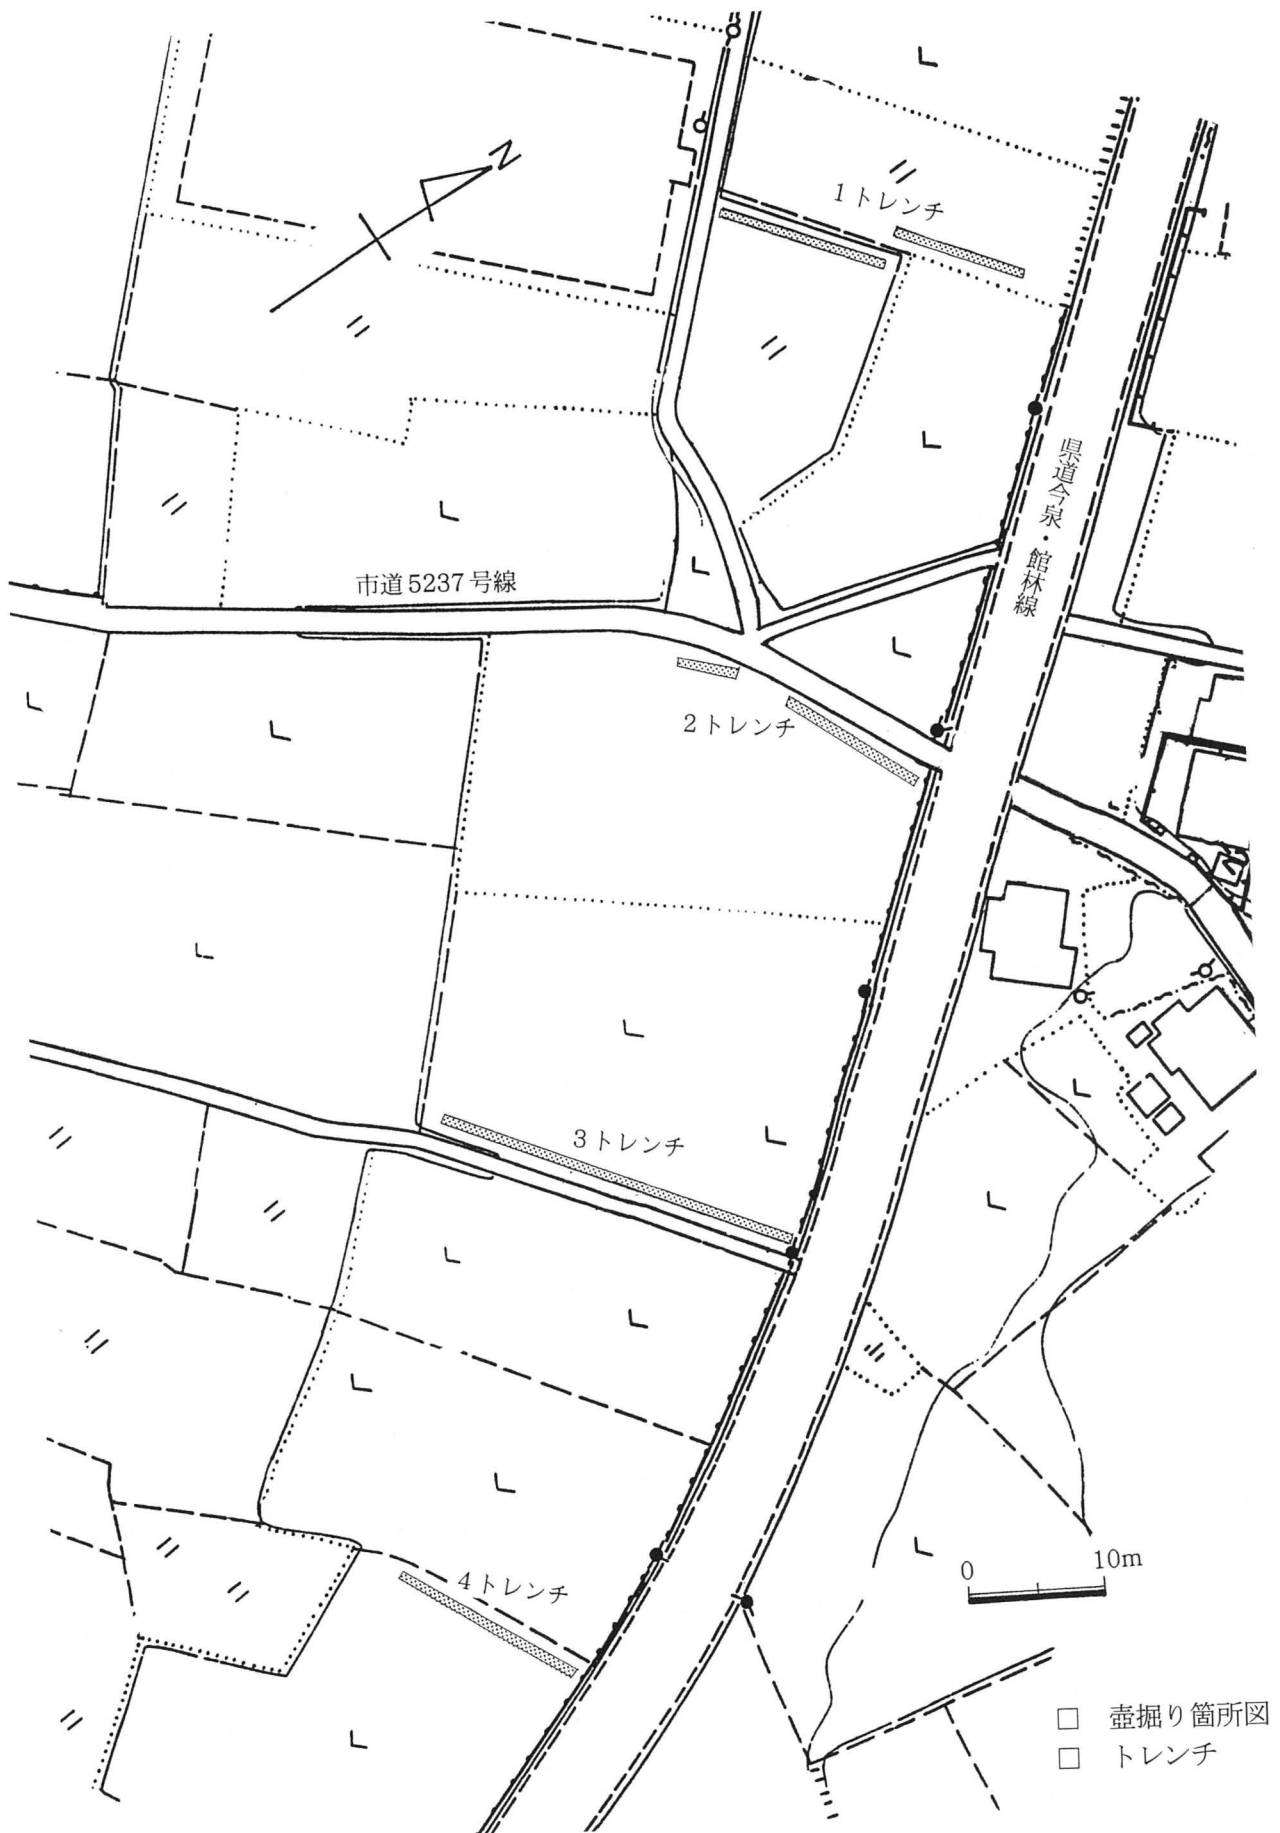 N
1トレンチ
県道今泉・館林線
市道5237号線
2トレンチ
3トレンチ
4トレンチ
0 10m
□ 壺掘り箇所図
□ トレンチ